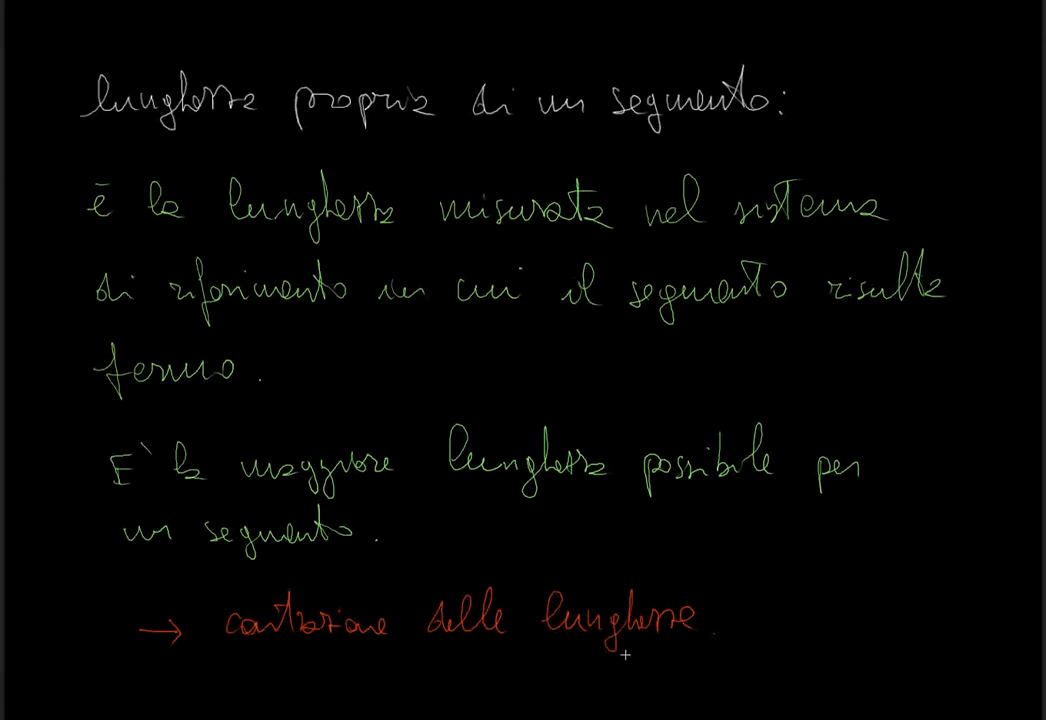 lunghezza propria di un segmento:
è la lunghezza misurata nel sistema
di riferimento in cui il segmento risulta
fermo.
E' la maggiore lunghezza possibile per
un segmento.
→ contrazione delle lunghezze.